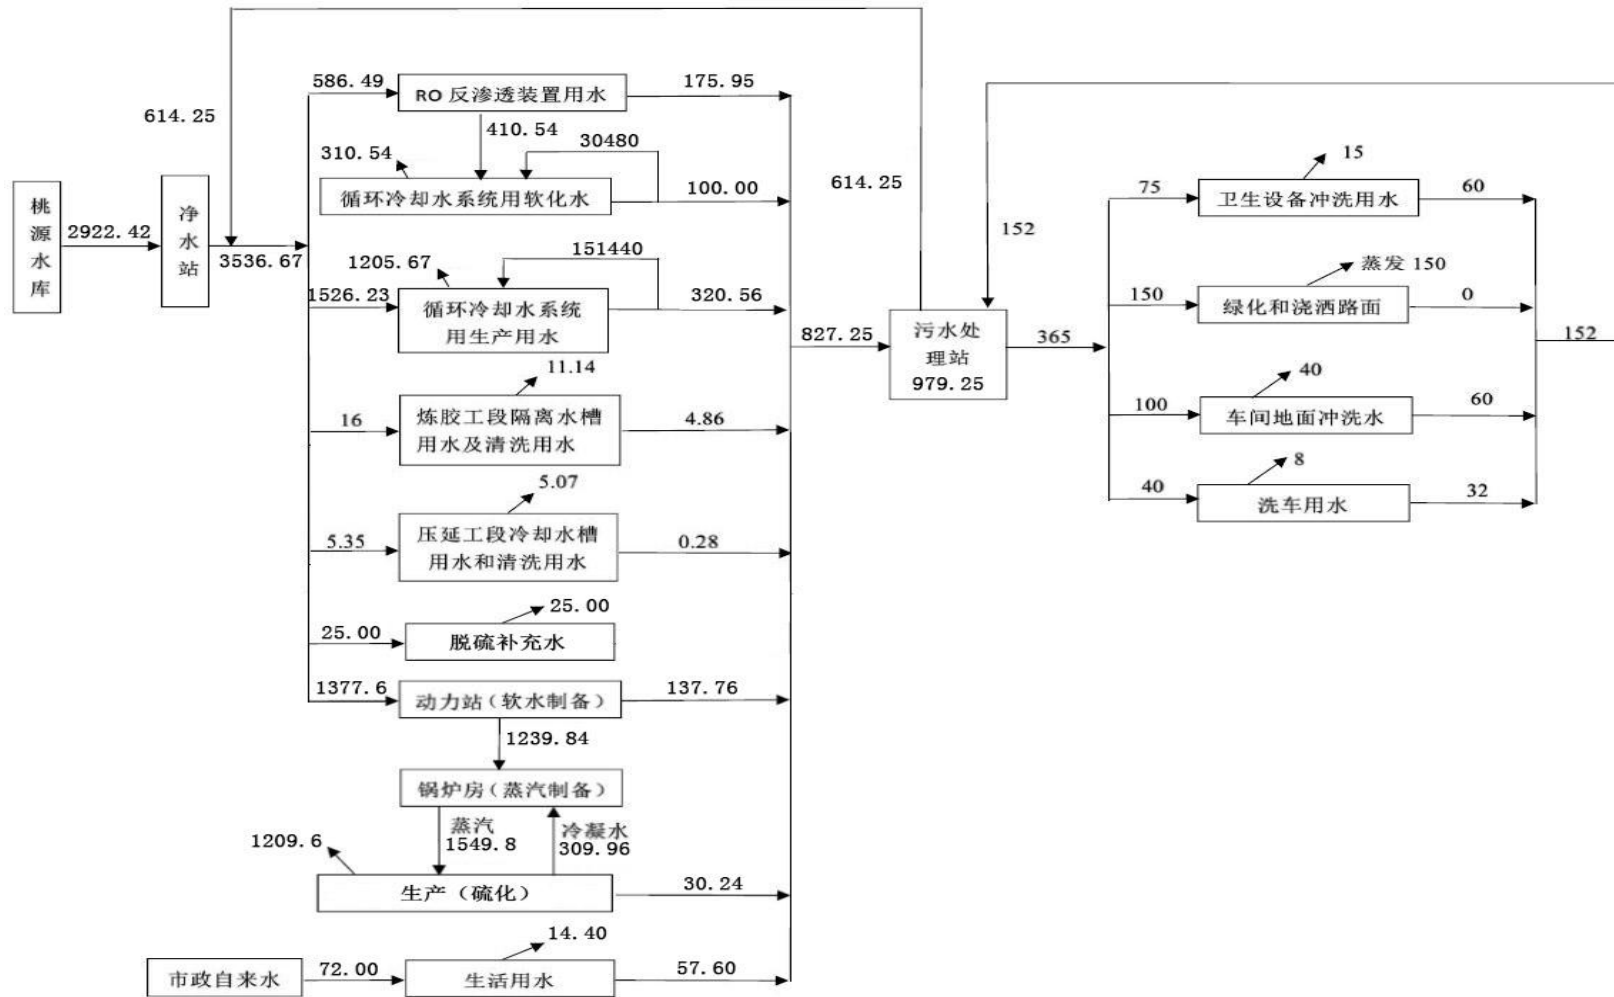 586.49
RO 反渗透装置用水
175.95
614.25
410.54
30480
310.54
循环冷却水系统用软化水
100.00
614.25
桃源水库
2922.42
净水站
3536.67
1205.67
151440
1526.23
循环冷却水系统
用生产用水
320.56
827.25
污水处
理站
979.25
365
152
11.14
16
炼胶工段隔离水槽
用水及清洗用水
4.86
5.07
5.35
压延工段冷却水槽
用水和清洗用水
0.28
25.00
25.00
脱硫补充水
1377.6
动力站（软水制备）
137.76
1239.84
锅炉房（蒸汽制备）
蒸汽
1549.8
冷凝水
309.96
1209.6
生产（硫化）
30.24
14.40
市政自来水
72.00
生活用水
57.60
15
75
卫生设备冲洗用水
60
蒸发 150
150
绿化和浇洒路面
0
152
40
100
车间地面冲洗水
60
8
40
洗车用水
32